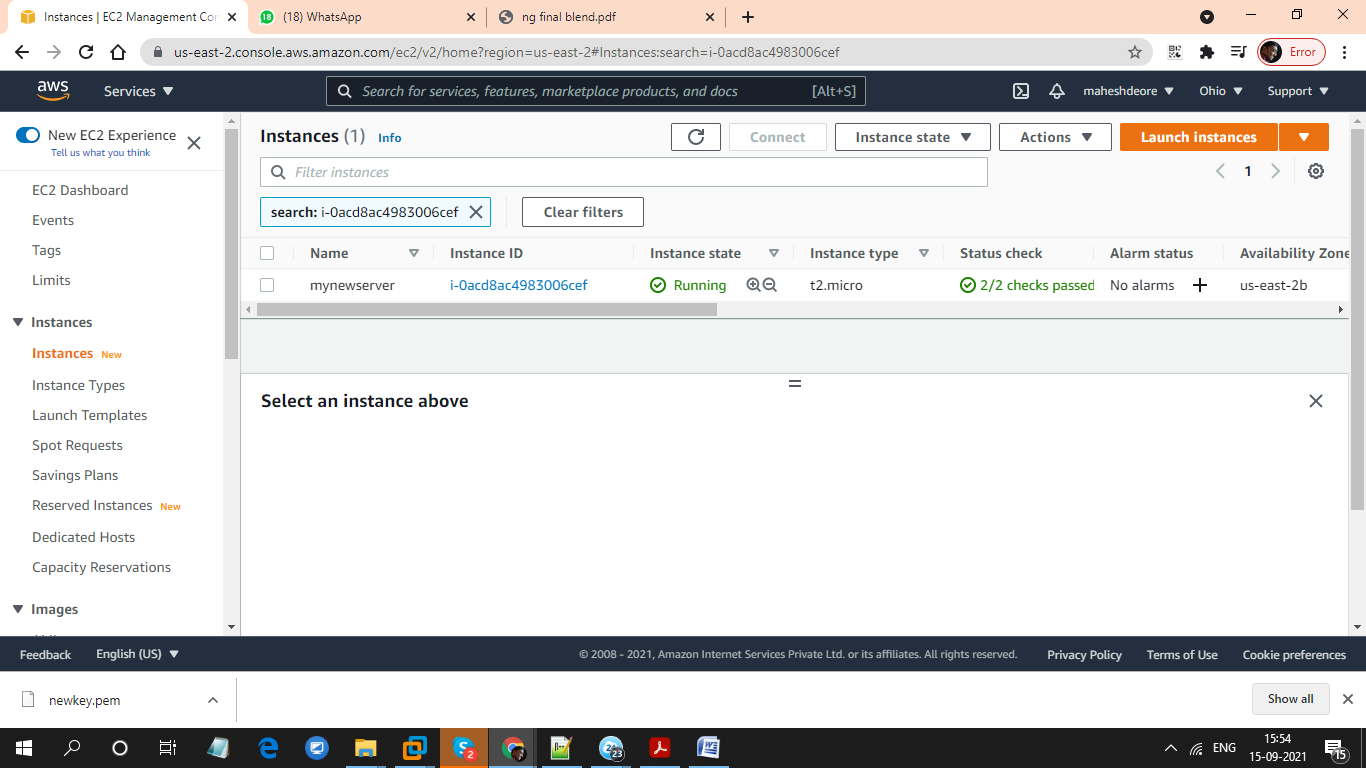 Instances | EC2 Management Con
(18) WhatsApp
ng final blend.pdf
us-east-2.console.aws.amazon.com/ec2/v2/home?region=us-east-2#Instances:search=i-0acd8ac4983006cef
Error
aws
Services
Search for services, features, marketplace products, and docs
[Alt+S]
maheshdeore
Ohio
Support
New EC2 Experience
Tell us what you think
EC2 Dashboard
Events
Tags
Limits
Instances
Instances New
Instance Types
Launch Templates
Spot Requests
Savings Plans
Reserved Instances New
Dedicated Hosts
Capacity Reservations
Images
Instances (1) Info
Connect
Instance state
Actions
Launch instances
Filter instances
1
search: i-0acd8ac4983006cef
Clear filters
Name Instance ID Instance state Instance type Status check Alarm status Availability Zone
mynewserver i-0acd8ac4983006cef Running t2.micro 2/2 checks passed No alarms us-east-2b
Select an instance above
Feedback English (US) © 2008 - 2021, Amazon Internet Services Private Ltd. or its affiliates. All rights reserved. Privacy Policy Terms of Use Cookie preferences
newkey.pem
Show all
ENG
15:54
15-09-2021
15